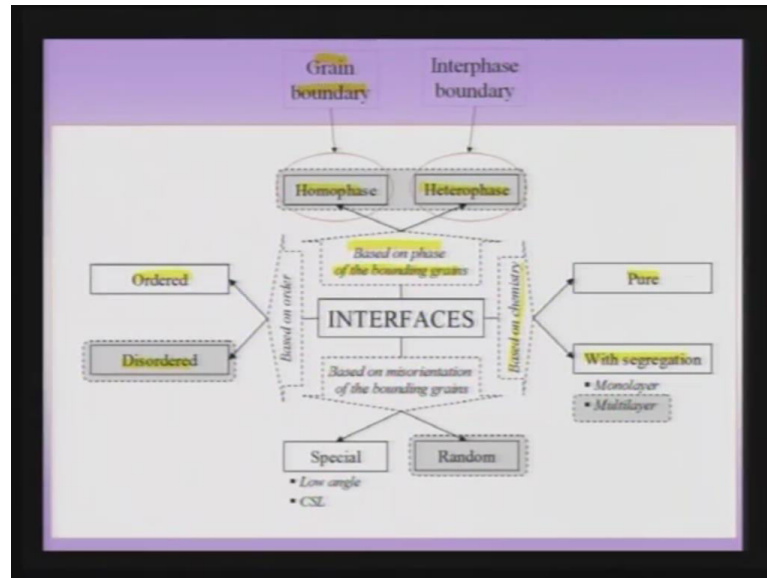 Grain
boundary
Interphase
boundary
Homophase
Heterophase
Based on phase
of the bounding grains
Ordered
Disordered
Based on order
INTERFACES
Based on chemistry
Pure
With segregation
▪ Monolayer
▪ Multilayer
Based on misorientation
of the bounding grains
Special
▪ Low angle
▪ CSL
Random